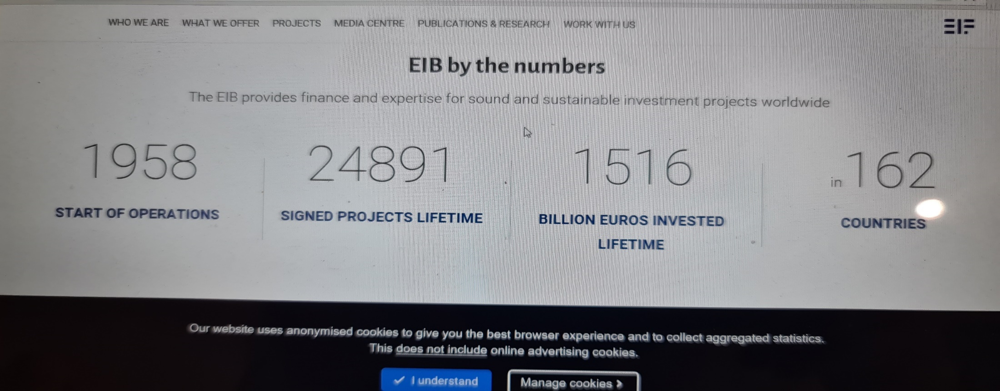 WHO WE ARE WHAT WE OFFER PROJECTS MEDIA CENTRE PUBLICATIONS & RESEARCH WORK WITH US EIF
EIB by the numbers
The EIB provides finance and expertise for sound and sustainable investment projects worldwide
1958 24891 1516 in 162
START OF OPERATIONS SIGNED PROJECTS LIFETIME BILLION EUROS INVESTED COUNTRIES
LIFETIME
Our website uses anonymised cookies to give you the best browser experience and to collect aggregated statistics.
This does not include online advertising cookies.
✓ I understand Manage cookies ›